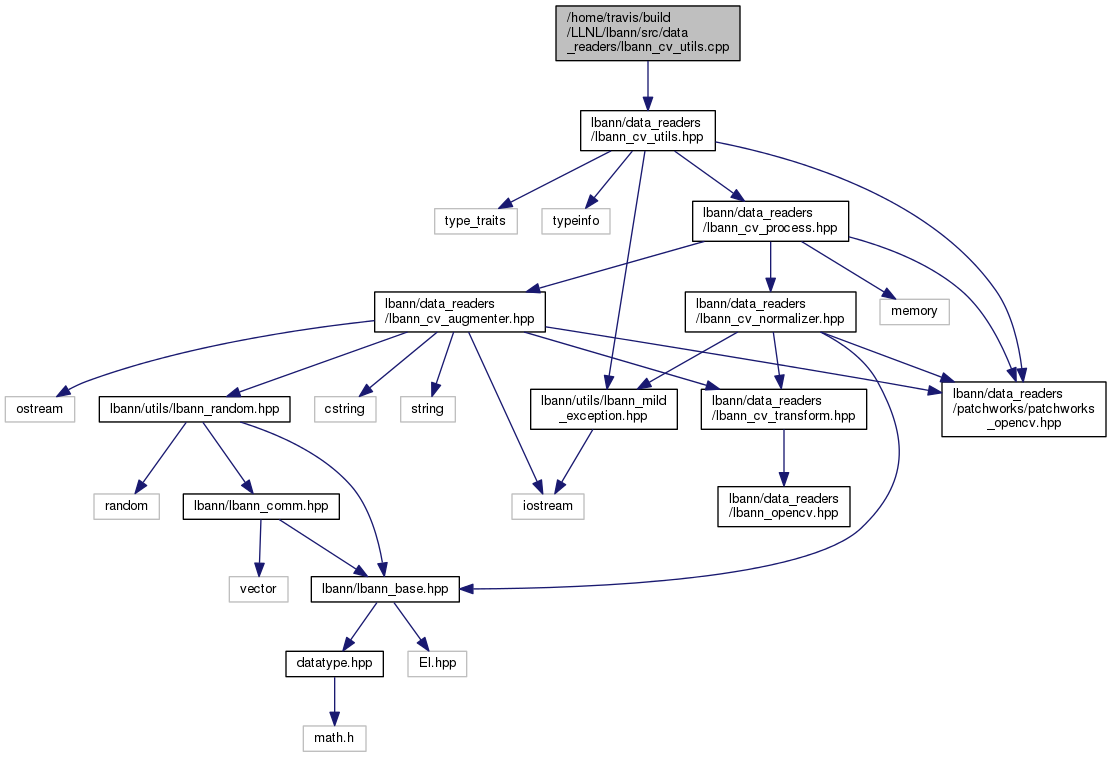 /home/travis/build
/LLNL/lbann/src/data
_readers/lbann_cv_utils.cpp
lbann/data_readers
/lbann_cv_utils.hpp
type_traits
typeinfo
lbann/data_readers
/lbann_cv_process.hpp
lbann/data_readers
/lbann_cv_augmenter.hpp
lbann/data_readers
/lbann_cv_normalizer.hpp
memory
ostream
lbann/utils/lbann_random.hpp
cstring
string
lbann/utils/lbann_mild
_exception.hpp
lbann/data_readers
/lbann_cv_transform.hpp
lbann/data_readers
/patchworks/patchworks
_opencv.hpp
random
lbann/lbann_comm.hpp
iostream
lbann/data_readers
/lbann_opencv.hpp
vector
lbann/lbann_base.hpp
datatype.hpp
El.hpp
math.h